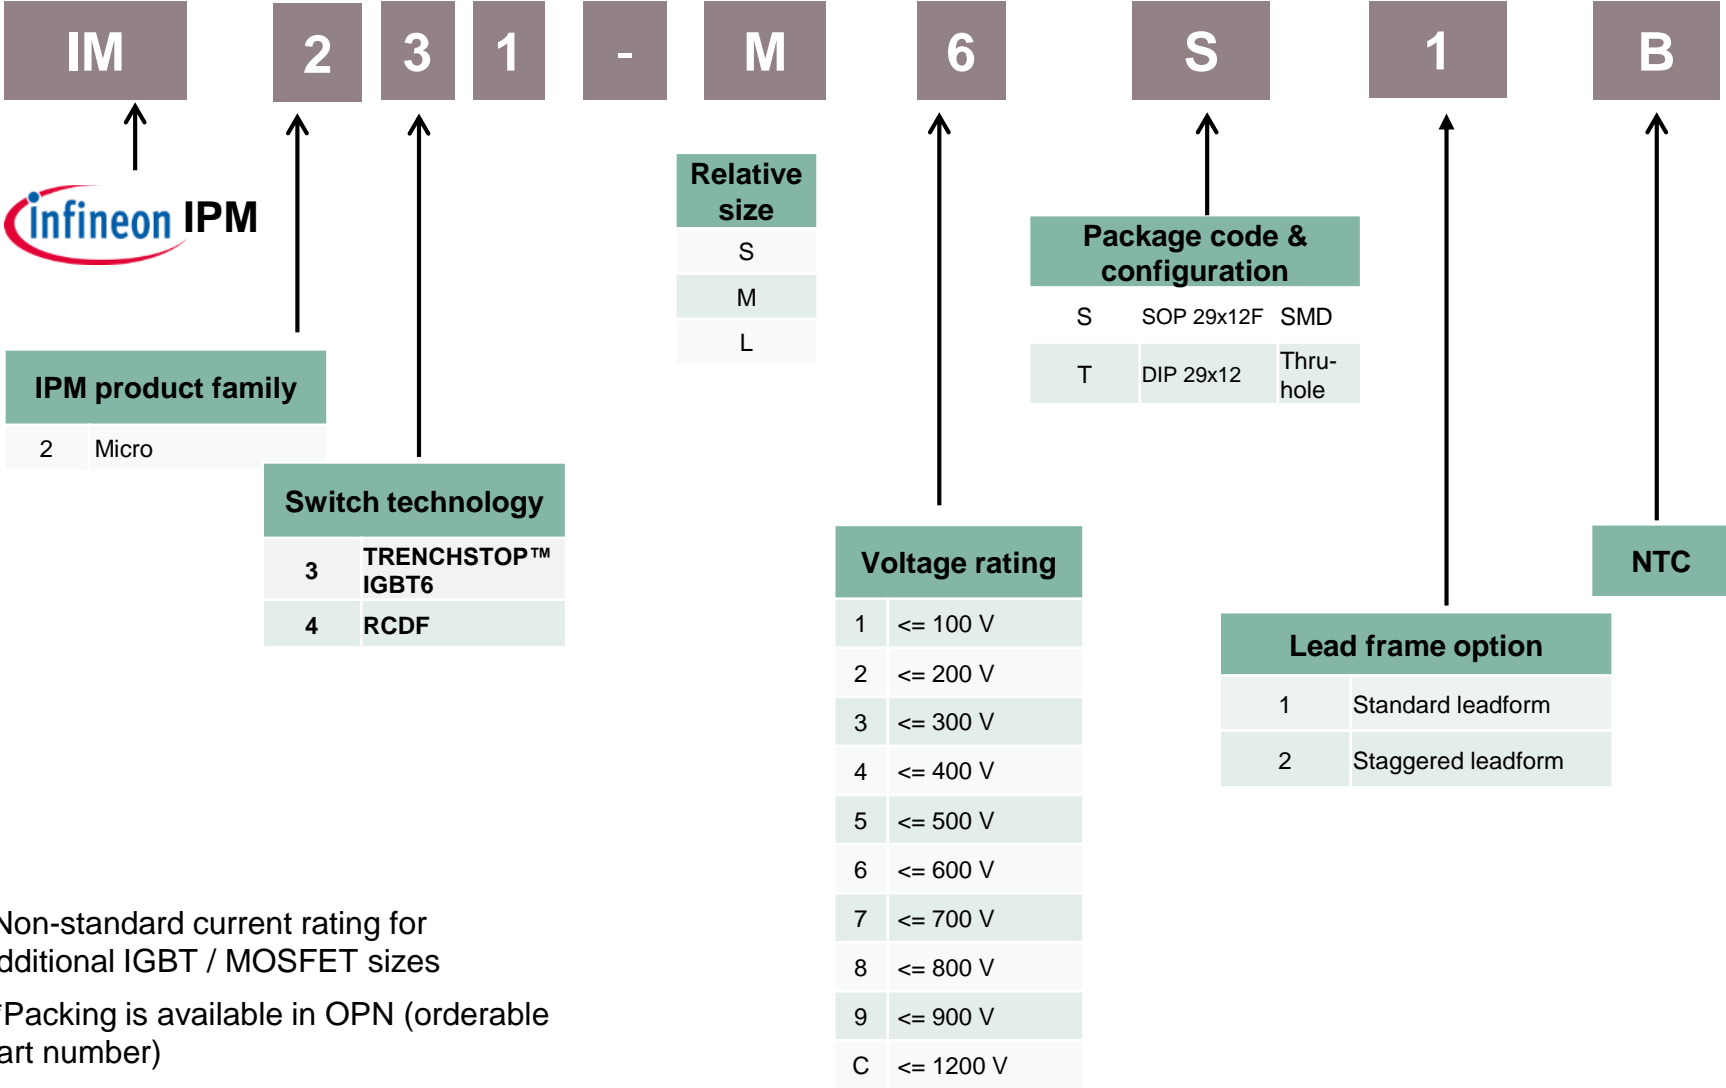 IM 2 3 1 - M 6 S 1 B
infineon IPM
Relative
size
S
M
L
Package code &
configuration
S SOP 29x12F SMD
T DIP 29x12 Thru-
hole
IPM product family
2 Micro
Switch technology
3 TRENCHSTOP™
IGBT6
4 RCDF
Voltage rating
1 <= 100 V
2 <= 200 V
3 <= 300 V
4 <= 400 V
5 <= 500 V
6 <= 600 V
7 <= 700 V
8 <= 800 V
9 <= 900 V
C <= 1200 V
NTC
Lead frame option
1 Standard leadform
2 Staggered leadform
Non-standard current rating for
dditional IGBT / MOSFET sizes
*Packing is available in OPN (orderable
art number)